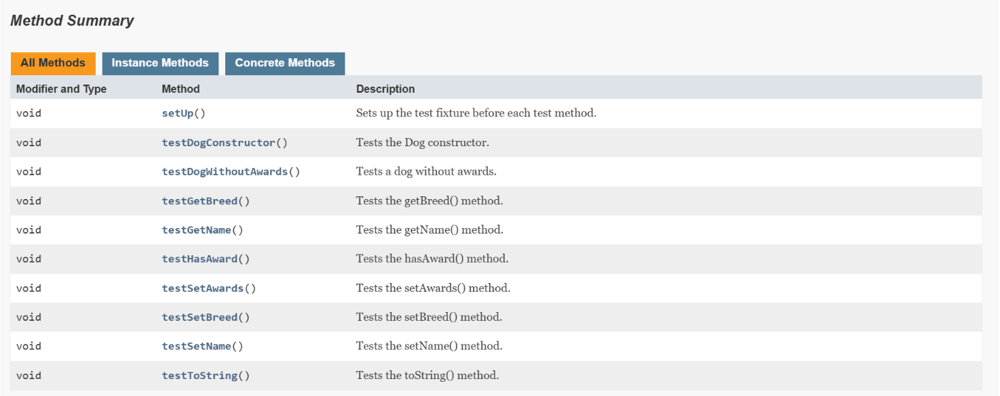 Method Summary
All Methods Instance Methods Concrete Methods
Modifier and Type Method Description
void setUp() Sets up the test fixture before each test method.
void testDogConstructor() Tests the Dog constructor.
void testDogWithoutAwards() Tests a dog without awards.
void testGetBreed() Tests the getBreed() method.
void testGetName() Tests the getName() method.
void testHasAward() Tests the hasAward() method.
void testSetAwards() Tests the setAwards() method.
void testSetBreed() Tests the setBreed() method.
void testSetName() Tests the setName() method.
void testToString() Tests the toString() method.